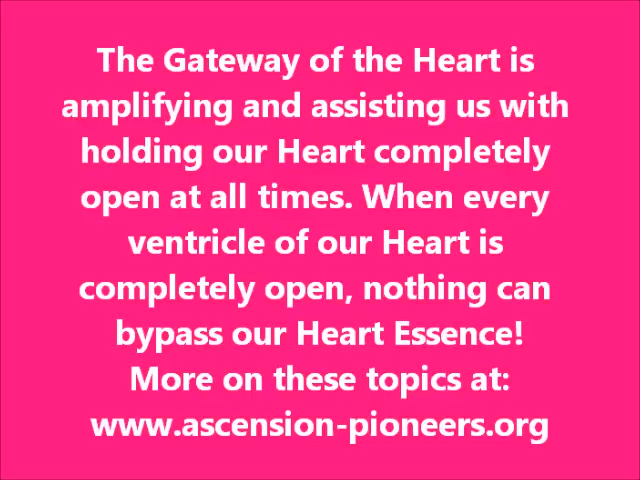 The Gateway of the Heart is
amplifying and assisting us with
holding our Heart completely
open at all times. When every
ventricle of our Heart is
completely open, nothing can
bypass our Heart Essence!
More on these topics at:
www.ascension-pioneers.org